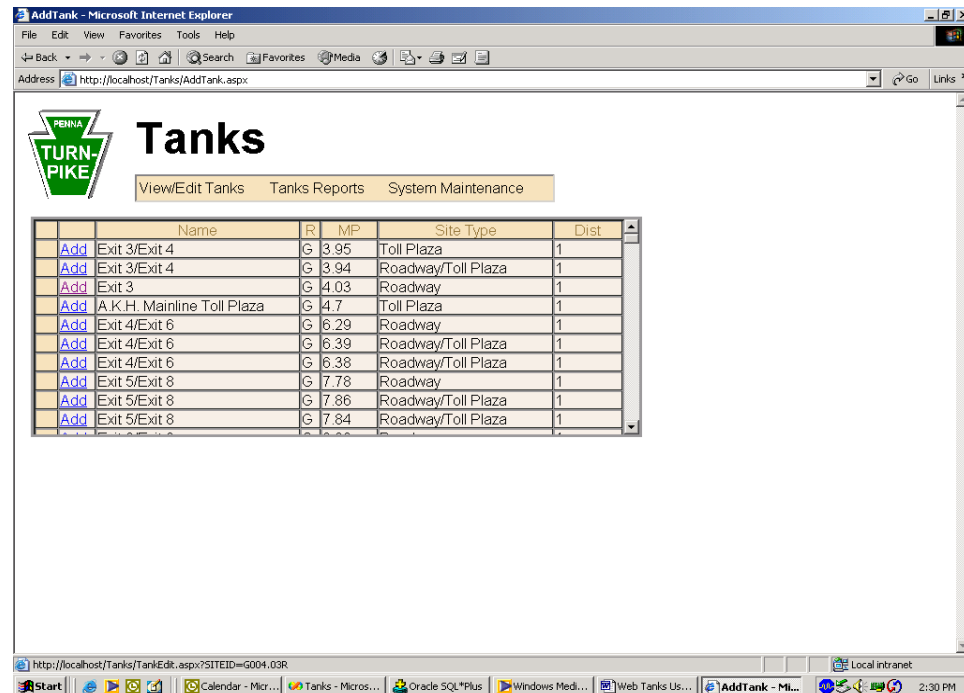 AddTank - Microsoft Internet Explorer
File Edit View Favorites Tools Help
Back Search Favorites Media
Address http://localhost/Tanks/AddTank.aspx Go Links
PENNA
TURN-
PIKE
Tanks
View/Edit Tanks Tanks Reports System Maintenance
Name R MP Site Type Dist
Add Exit 3/Exit 4 G 3.95 Toll Plaza 1
Add Exit 3/Exit 4 G 3.94 Roadway/Toll Plaza 1
Add Exit 3 G 4.03 Roadway 1
Add A.K.H. Mainline Toll Plaza G 4.7 Toll Plaza 1
Add Exit 4/Exit 6 G 6.29 Roadway 1
Add Exit 4/Exit 6 G 6.39 Roadway/Toll Plaza 1
Add Exit 4/Exit 6 G 6.38 Roadway/Toll Plaza 1
Add Exit 5/Exit 8 G 7.78 Roadway 1
Add Exit 5/Exit 8 G 7.86 Roadway/Toll Plaza 1
Add Exit 5/Exit 8 G 7.84 Roadway/Toll Plaza 1
http://localhost/Tanks/TankEdit.aspx?SITEID=G004.03R Local intranet
Start Calendar - Micr... Tanks - Micros... Oracle SQL*Plus Windows Medi... Web Tanks Us... AddTank - Mi... 2:30 PM